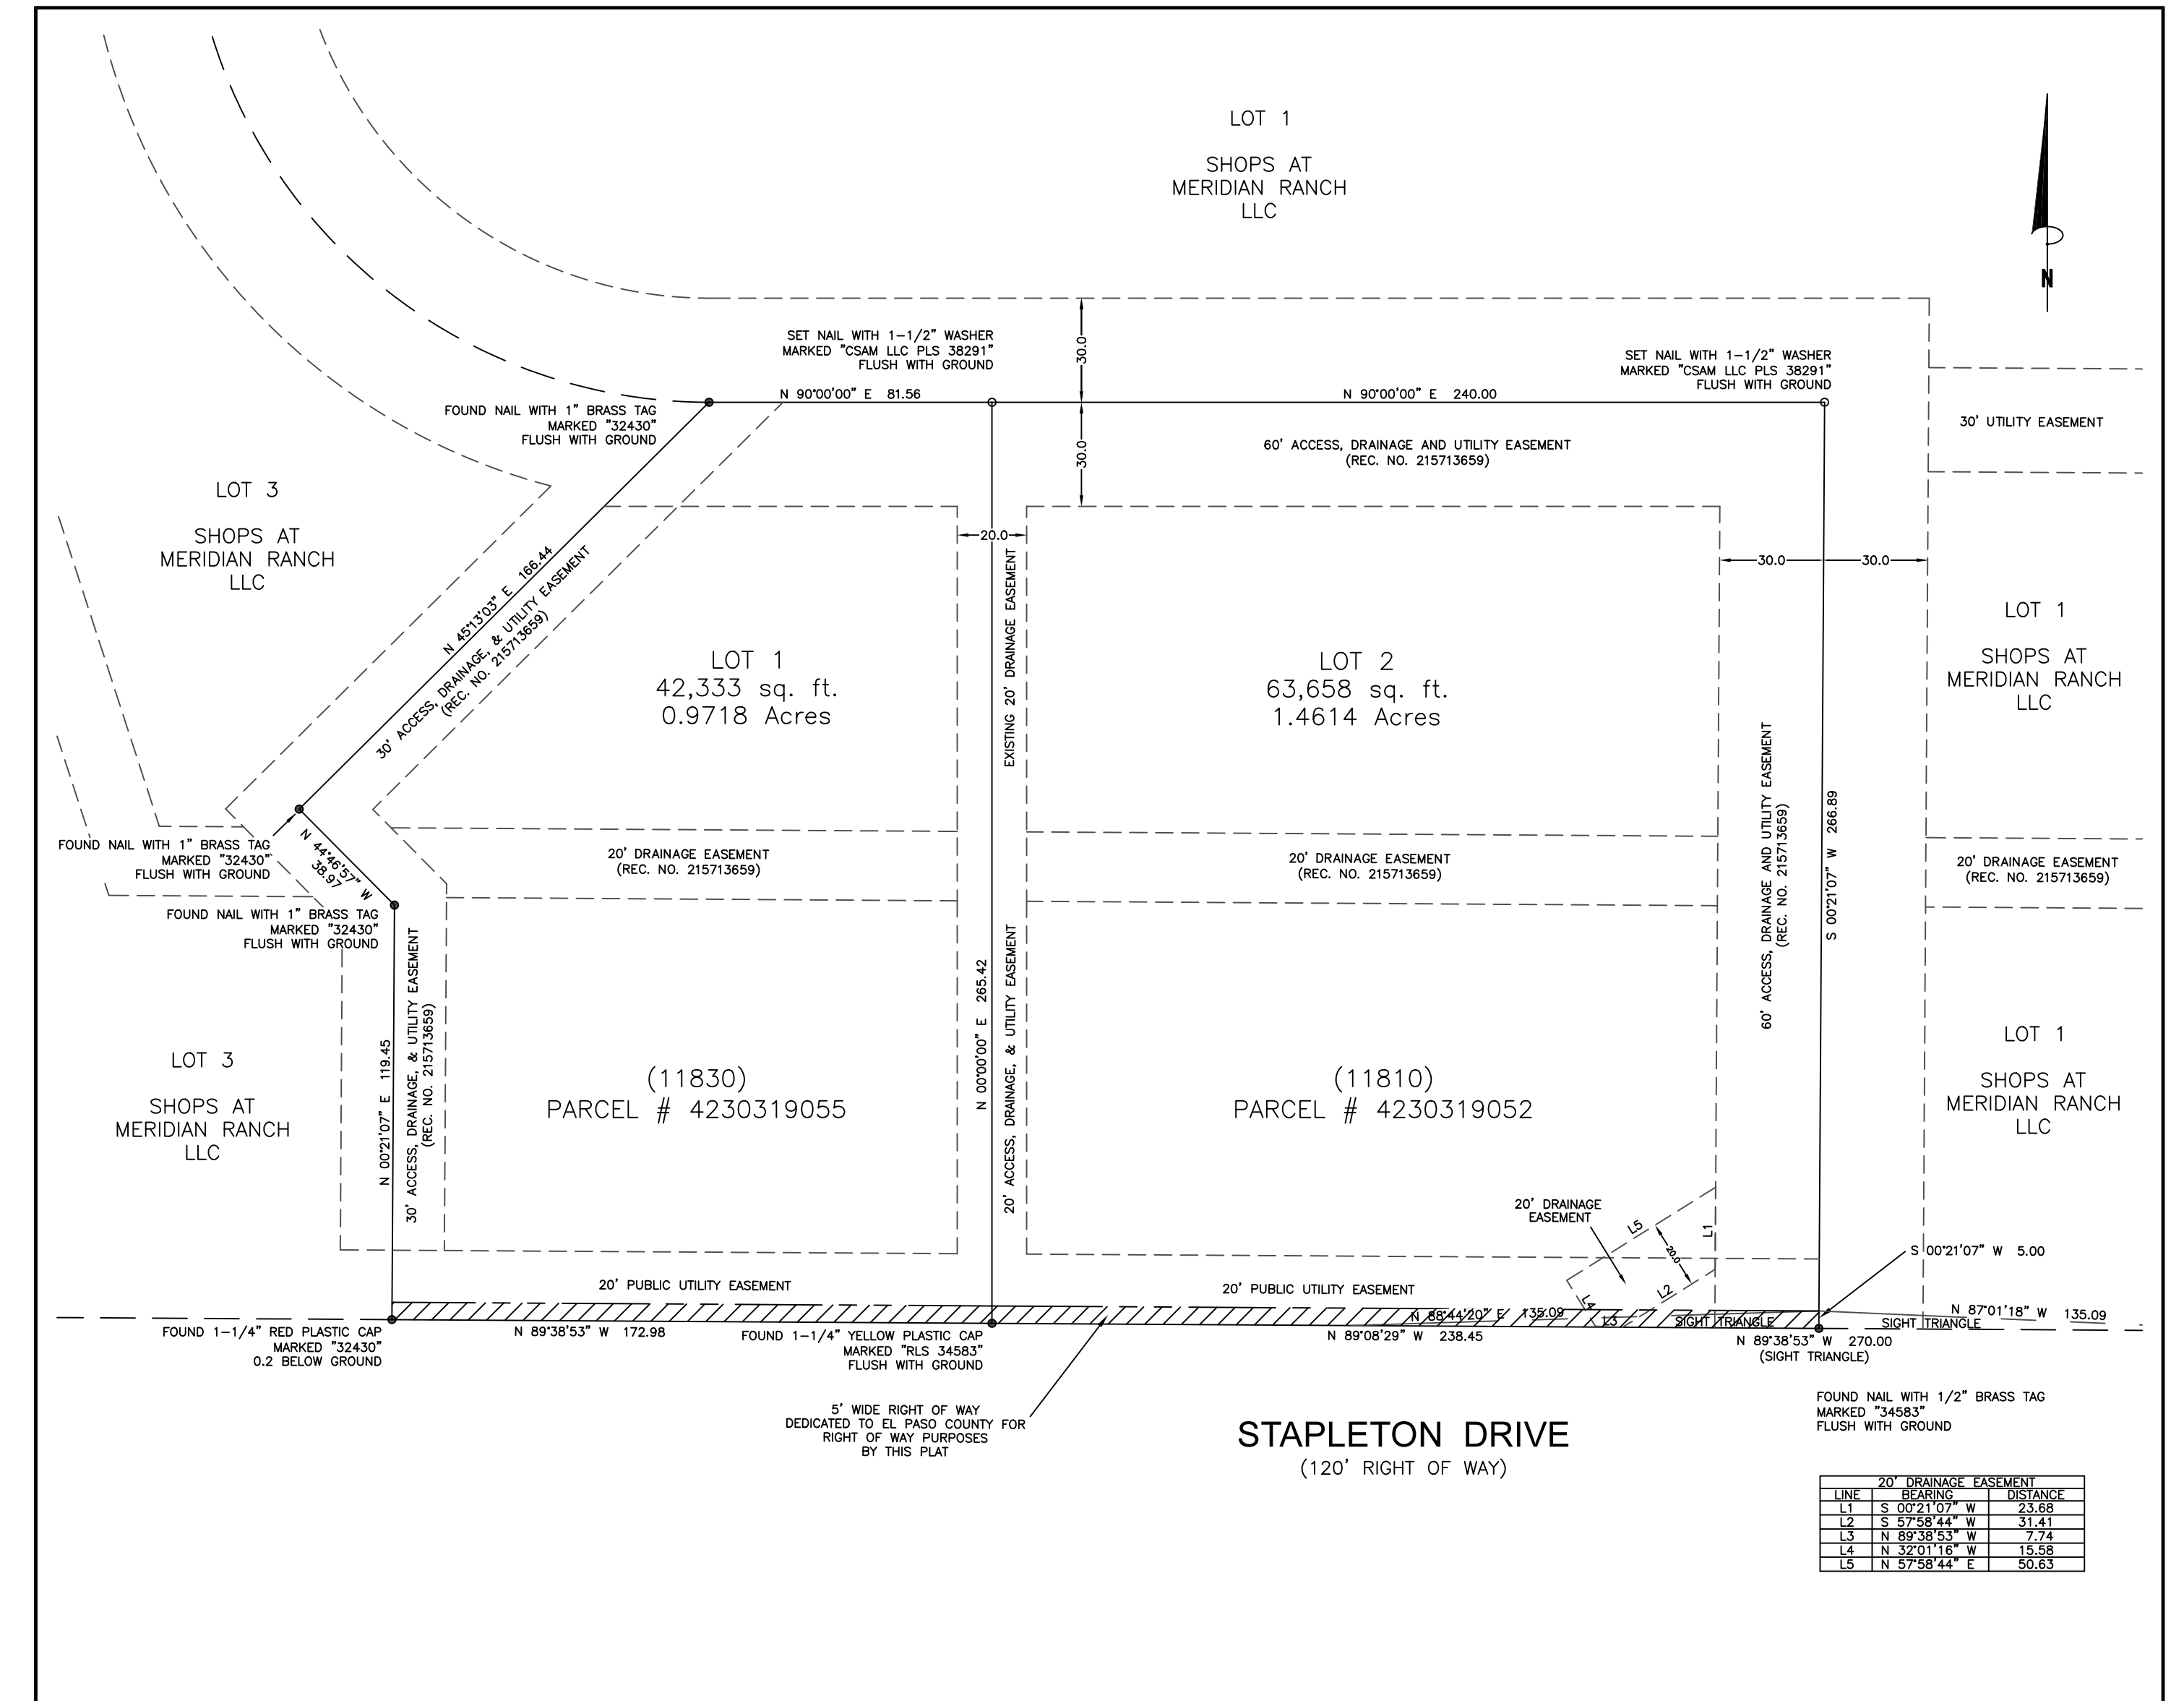 LOT 1
SHOPS AT
MERIDIAN RANCH
LLC
N
SET NAIL WITH 1-1/2" WASHER
MARKED "CSAM LLC PLS 38291"
FLUSH WITH GROUND
30.0
SET NAIL WITH 1-1/2" WASHER
MARKED "CSAM LLC PLS 38291"
FLUSH WITH GROUND
N 90°00'00" E 81.56
N 90°00'00" E 240.00
FOUND NAIL WITH 1" BRASS TAG
MARKED "32430"
FLUSH WITH GROUND
30' UTILITY EASEMENT
30.0
60' ACCESS, DRAINAGE AND UTILITY EASEMENT
(REC. NO. 215713659)
LOT 3
SHOPS AT
MERIDIAN RANCH
LLC
20.0
30.0
30.0
N 45°13'03" E 166.44
30' ACCESS, DRAINAGE, & UTILITY EASEMENT
(REC. NO. 215713659)
EXISTING 20' DRAINAGE EASEMENT
LOT 1
42,333 sq. ft.
0.9718 Acres
LOT 2
63,658 sq. ft.
1.4614 Acres
LOT 1
SHOPS AT
MERIDIAN RANCH
LLC
60' ACCESS, DRAINAGE AND UTILITY EASEMENT
(REC. NO. 215713659)
S 00°21'07" W 266.89
FOUND NAIL WITH 1" BRASS TAG
MARKED "32430"
FLUSH WITH GROUND
N 44°46'57" W
38.97
20' DRAINAGE EASEMENT
(REC. NO. 215713659)
20' DRAINAGE EASEMENT
(REC. NO. 215713659)
20' DRAINAGE EASEMENT
(REC. NO. 215713659)
FOUND NAIL WITH 1" BRASS TAG
MARKED "32430"
FLUSH WITH GROUND
N 00°21'07" E 119.45
30' ACCESS, DRAINAGE, & UTILITY EASEMENT
(REC. NO. 215713659)
N 00°00'00" E 265.42
20' ACCESS, DRAINAGE, & UTILITY EASEMENT
LOT 3
SHOPS AT
MERIDIAN RANCH
LLC
(11830)
PARCEL # 4230319055
(11810)
PARCEL # 4230319052
LOT 1
SHOPS AT
MERIDIAN RANCH
LLC
20' DRAINAGE
EASEMENT
L5
L1
20.0
L2
L4
L3
S 00°21'07" W 5.00
20' PUBLIC UTILITY EASEMENT
20' PUBLIC UTILITY EASEMENT
N 88°44'20" E 135.09
SIGHT TRIANGLE
N 87°01'18" W 135.09
SIGHT TRIANGLE
FOUND 1-1/4" RED PLASTIC CAP
MARKED "32430"
0.2 BELOW GROUND
N 89°38'53" W 172.98
FOUND 1-1/4" YELLOW PLASTIC CAP
MARKED "RLS 34583"
FLUSH WITH GROUND
N 89°08'29" W 238.45
N 89°38'53" W 270.00
(SIGHT TRIANGLE)
FOUND NAIL WITH 1/2" BRASS TAG
MARKED "34583"
FLUSH WITH GROUND
5' WIDE RIGHT OF WAY
DEDICATED TO EL PASO COUNTY FOR
RIGHT OF WAY PURPOSES
BY THIS PLAT
STAPLETON DRIVE
(120' RIGHT OF WAY)
20' DRAINAGE EASEMENT
LINE BEARING DISTANCE
L1 S 00°21'07" W 23.68
L2 S 57°58'44" W 31.41
L3 N 89°38'53" W 7.74
L4 N 32°01'16" W 15.58
L5 N 57°58'44" E 50.63